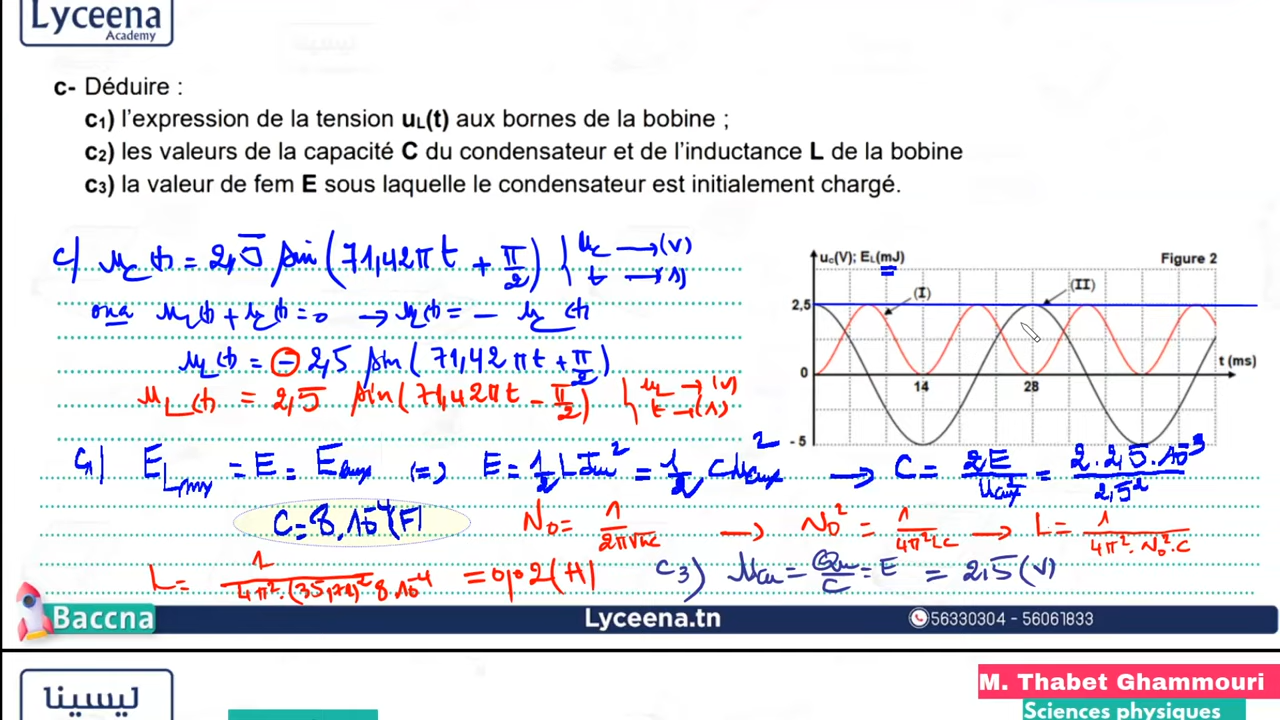 Lyceena
Academy
c- Déduire :
c₁) l'expression de la tension uL(t) aux bornes de la bobine ;
c₂) les valeurs de la capacité C du condensateur et de l'inductance L de la bobine
c₃) la valeur de fem E sous laquelle le condensateur est initialement chargé.
c/ uc(t) = 2,5 sin(71,42πt + π/2) | uc → (V)
t → (s)
ona uL(t) + uc(t) = 0 → uL(t) = - uc(t)
uL(t) = - 2,5 sin(71,42πt + π/2)
uL(t) = 2,5 sin(71,42πt - π/2) | uL → (V)
t → (s)
uc(V); EL(mJ)
Figure 2
(I)
(II)
2,5
0
14
28
t (ms)
- 5
ELmax = E = Ecmax ⟺ E = 1/2 L Im² = 1/2 C Ucmax² → C = 2E/Ucmax² = 2.2,5.10⁻³/2,5²
C = 8.10⁻⁴(F)
N₀ = 1/2π√LC → N₀² = 1/4π²LC → L = 1/4π².N₀².C
L = 1/4π².(35,71)².8.10⁻⁴ = 0,02(H)
c3) Ucm = Qm/C = E = 2,5(V)
Baccna
Lyceena.tn
56330304 - 56061833
M. Thabet Ghammouri
ليسينا
Sciences physiques